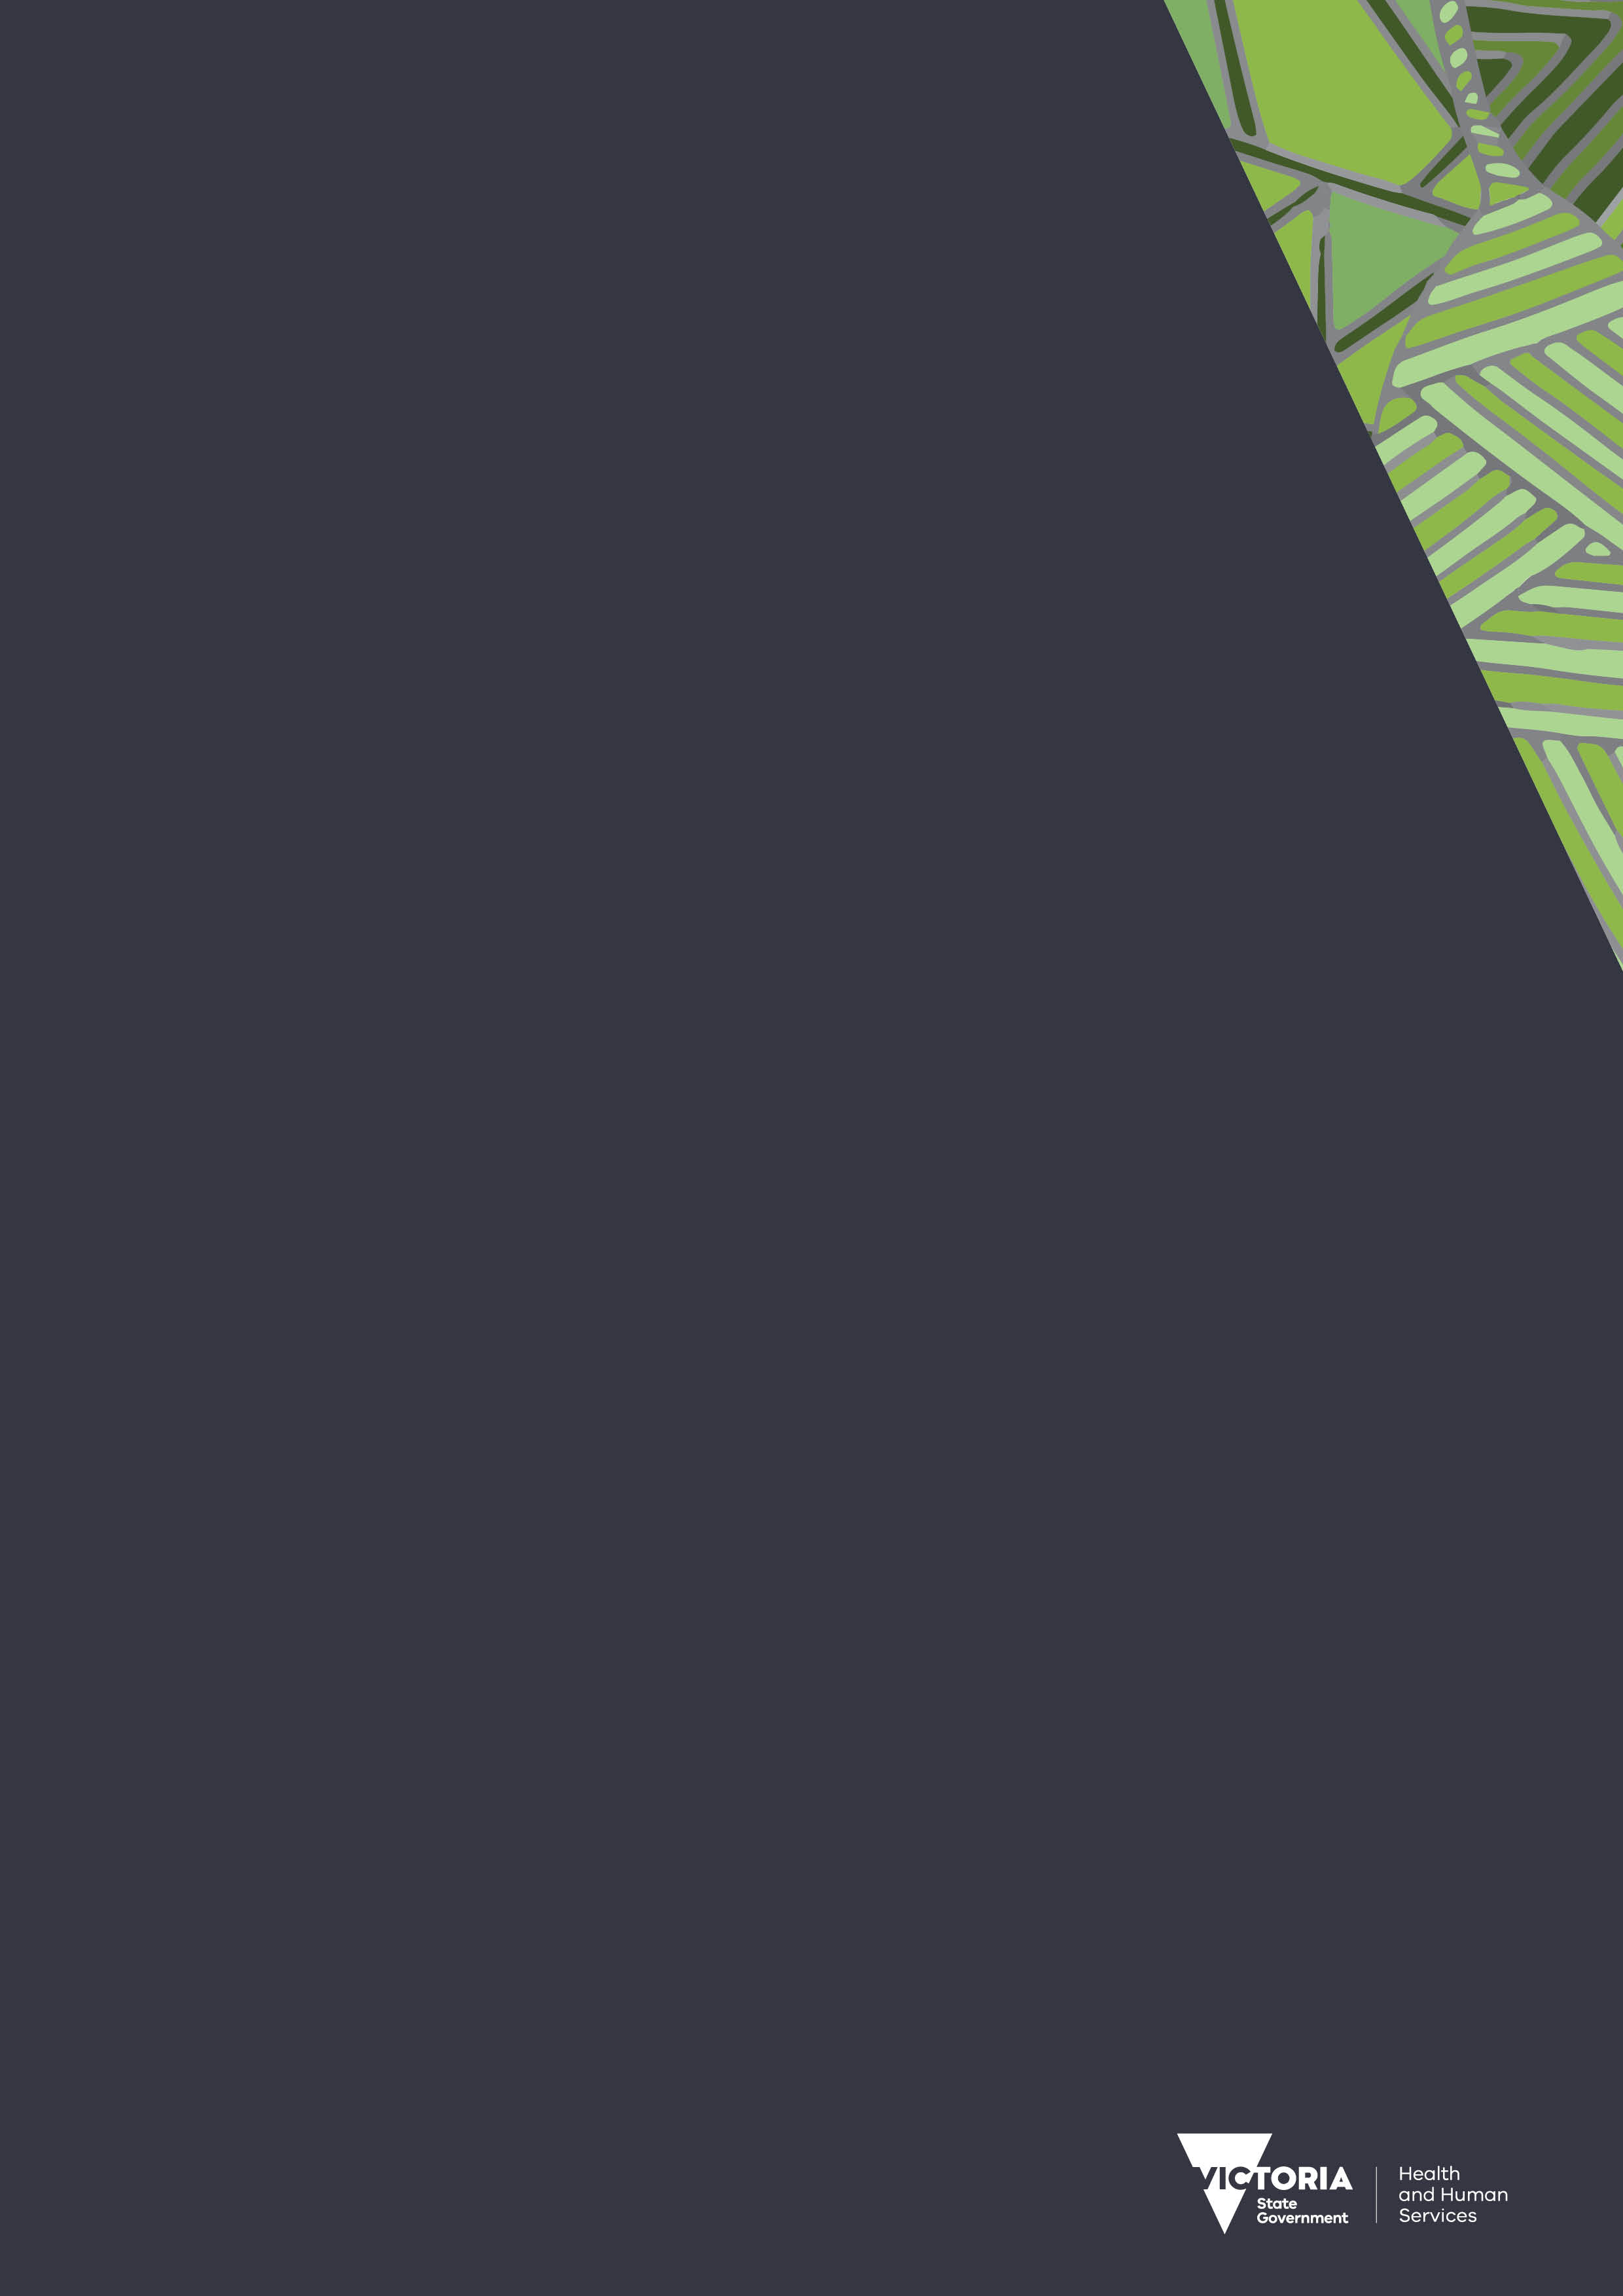 VICTORIA
State
Government
Health
and Human
Services